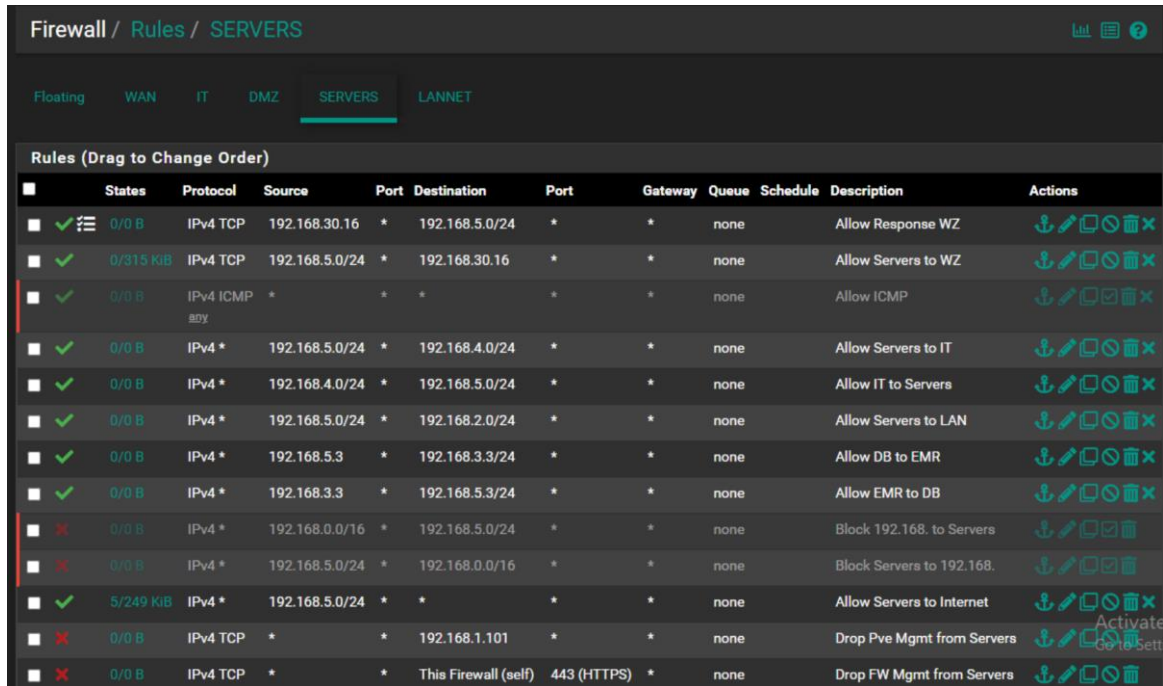 Firewall / Rules / SERVERS
Floating WAN IT DMZ SERVERS LANNET
Rules (Drag to Change Order)
States Protocol Source Port Destination Port Gateway Queue Schedule Description Actions
0/0 B IPv4 TCP 192.168.30.16 * 192.168.5.0/24 * * none Allow Response WZ
0/315 KiB IPv4 TCP 192.168.5.0/24 * 192.168.30.16 * * none Allow Servers to WZ
0/0 B IPv4 ICMP * * * * * none Allow ICMP
any
0/0 B IPv4 * 192.168.5.0/24 * 192.168.4.0/24 * * none Allow Servers to IT
0/0 B IPv4 * 192.168.4.0/24 * 192.168.5.0/24 * * none Allow IT to Servers
0/0 B IPv4 * 192.168.5.0/24 * 192.168.2.0/24 * * none Allow Servers to LAN
0/0 B IPv4 * 192.168.5.3 * 192.168.3.3/24 * * none Allow DB to EMR
0/0 B IPv4 * 192.168.3.3 * 192.168.5.3/24 * * none Allow EMR to DB
0/0 B IPv4 * 192.168.0.0/16 * 192.168.5.0/24 * * none Block 192.168. to Servers
0/0 B IPv4 * 192.168.5.0/24 * 192.168.0.0/16 * * none Block Servers to 192.168.
5/249 KiB IPv4 * 192.168.5.0/24 * * * * none Allow Servers to Internet
Activate
0/0 B IPv4 TCP * * 192.168.1.101 * * none Drop Pve Mgmt from Servers
Go to Sett
0/0 B IPv4 TCP * * This Firewall (self) 443 (HTTPS) * none Drop FW Mgmt from Servers